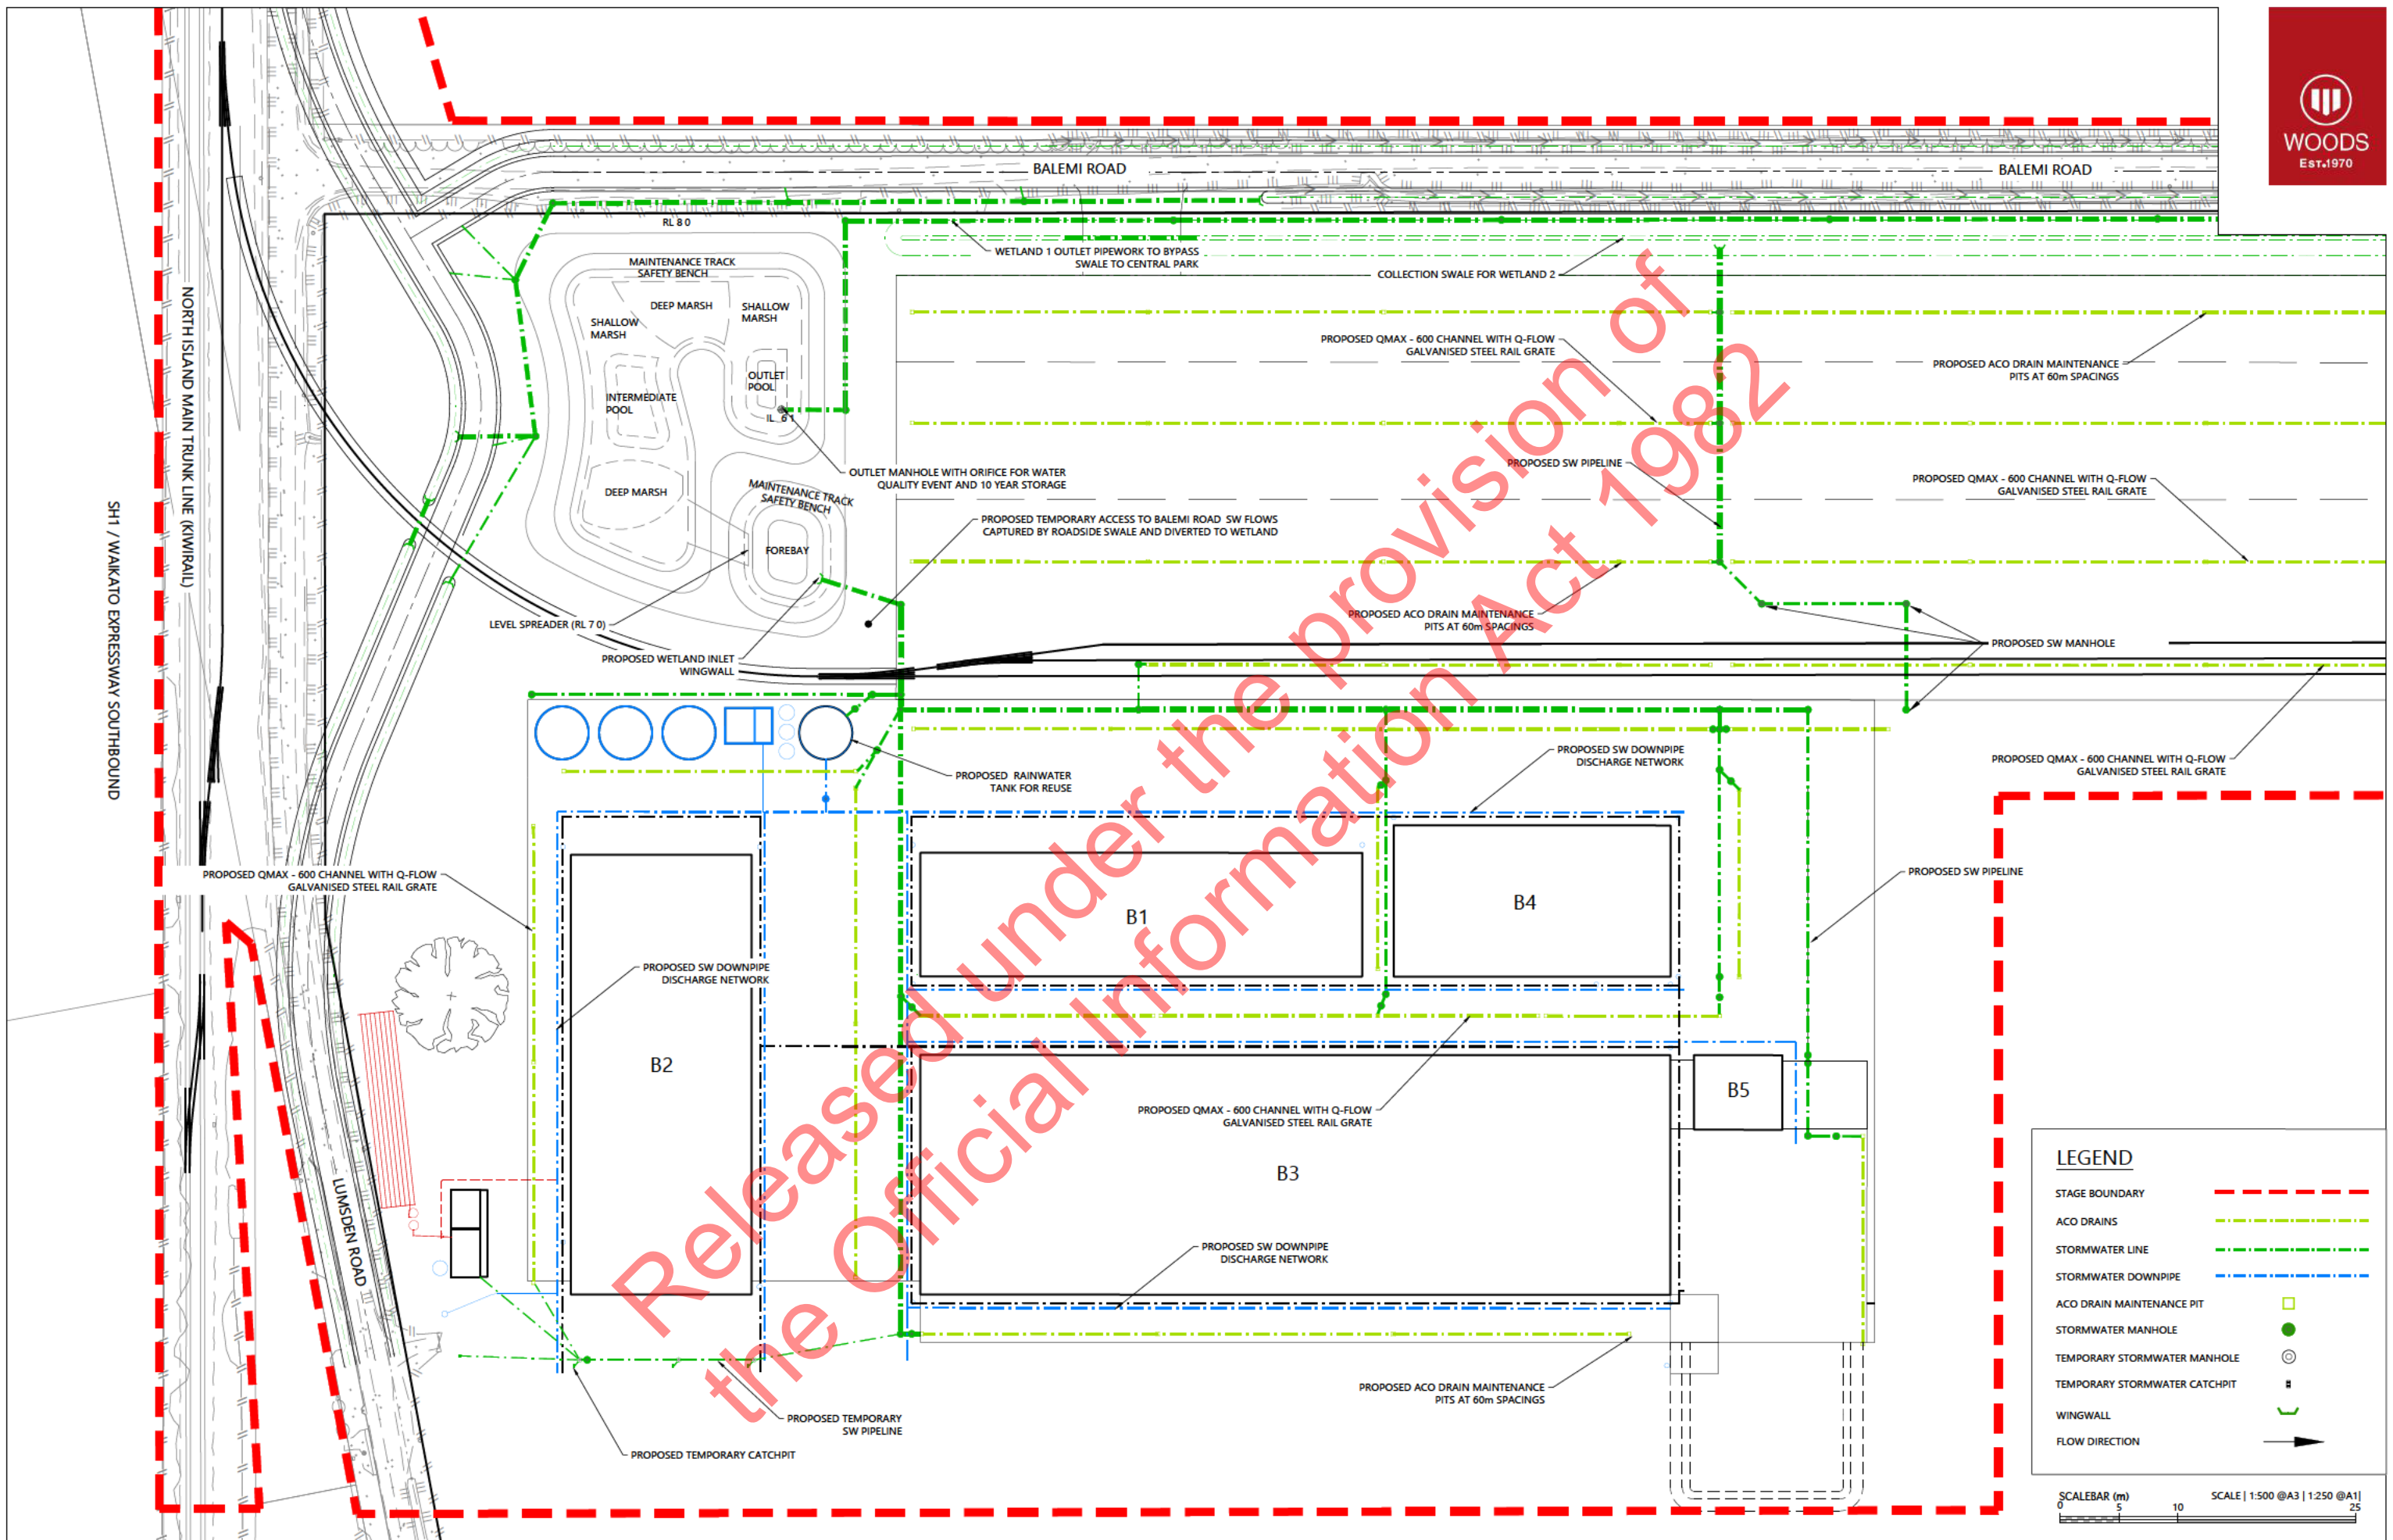 WOODS
EST.1970
BALEMI ROAD
BALEMI ROAD
RL 8 0
WETLAND 1 OUTLET PIPEWORK TO BYPASS
SWALE TO CENTRAL PARK
COLLECTION SWALE FOR WETLAND 2
MAINTENANCE TRACK
SAFETY BENCH
DEEP MARSH
SHALLOW
MARSH
SHALLOW
MARSH
OUTLET
POOL
INTERMEDIATE
POOL
IL 6 1
PROPOSED QMAX - 600 CHANNEL WITH Q-FLOW
GALVANISED STEEL RAIL GRATE
PROPOSED ACO DRAIN MAINTENANCE
PITS AT 60m SPACINGS
NORTH ISLAND MAIN TRUNK LINE (KIWIRAIL)
SH1 / WAIKATO EXPRESSWAY SOUTHBOUND
OUTLET MANHOLE WITH ORIFICE FOR WATER
QUALITY EVENT AND 10 YEAR STORAGE
DEEP MARSH
MAINTENANCE TRACK
SAFETY BENCH
FOREBAY
PROPOSED SW PIPELINE
PROPOSED QMAX - 600 CHANNEL WITH Q-FLOW
GALVANISED STEEL RAIL GRATE
PROPOSED TEMPORARY ACCESS TO BALEMI ROAD SW FLOWS
CAPTURED BY ROADSIDE SWALE AND DIVERTED TO WETLAND
LEVEL SPREADER (RL 7 0)
PROPOSED ACO DRAIN MAINTENANCE
PITS AT 60m SPACINGS
PROPOSED WETLAND INLET
WINGWALL
PROPOSED SW MANHOLE
PROPOSED RAINWATER
TANK FOR REUSE
PROPOSED SW DOWNPIPE
DISCHARGE NETWORK
PROPOSED QMAX - 600 CHANNEL WITH Q-FLOW
GALVANISED STEEL RAIL GRATE
PROPOSED QMAX - 600 CHANNEL WITH Q-FLOW
GALVANISED STEEL RAIL GRATE
PROPOSED SW PIPELINE
B1
B4
PROPOSED SW DOWNPIPE
DISCHARGE NETWORK
B2
B5
PROPOSED QMAX - 600 CHANNEL WITH Q-FLOW
GALVANISED STEEL RAIL GRATE
B3
LUMSDEN ROAD
PROPOSED SW DOWNPIPE
DISCHARGE NETWORK
PROPOSED ACO DRAIN MAINTENANCE
PITS AT 60m SPACINGS
PROPOSED TEMPORARY
SW PIPELINE
PROPOSED TEMPORARY CATCHPIT
Released under the provision of
the Official Information Act 1982
LEGEND
STAGE BOUNDARY
ACO DRAINS
STORMWATER LINE
STORMWATER DOWNPIPE
ACO DRAIN MAINTENANCE PIT
STORMWATER MANHOLE
TEMPORARY STORMWATER MANHOLE
TEMPORARY STORMWATER CATCHPIT
WINGWALL
FLOW DIRECTION
SCALEBAR (m)
SCALE | 1:500 @A3 | 1:250 @A1|
0 5 10 25